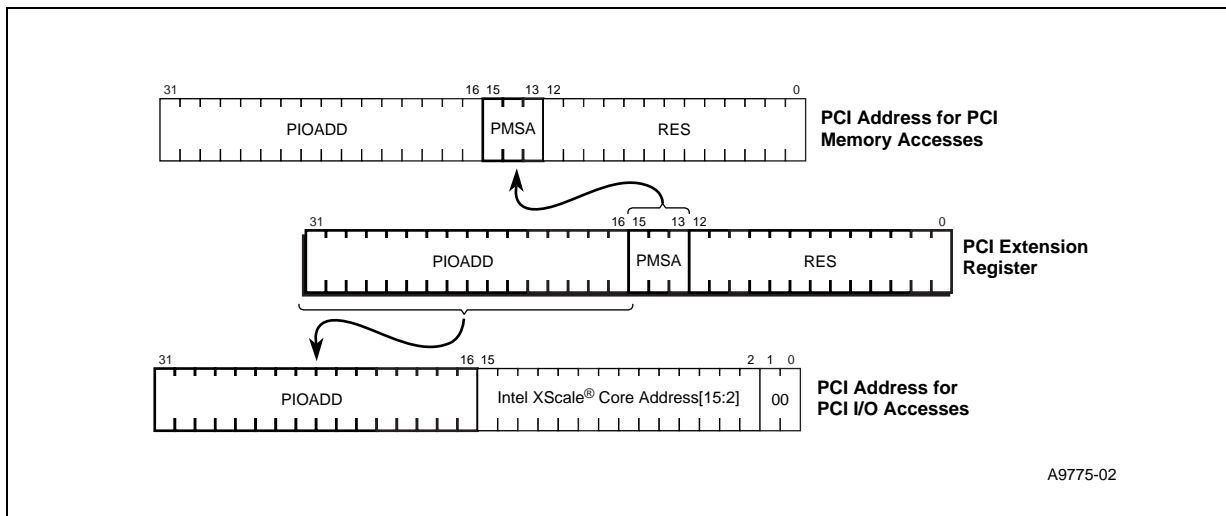 31 16 15 13 12 0
PIOADD PMSA RES
PCI Address for PCI
Memory Accesses
31 16 15 13 12 0
PIOADD PMSA RES
PCI Extension
Register
31 16 15 2 1 0
PIOADD Intel XScale® Core Address[15:2] 00
PCI Address for
PCI I/O Accesses
A9775-02